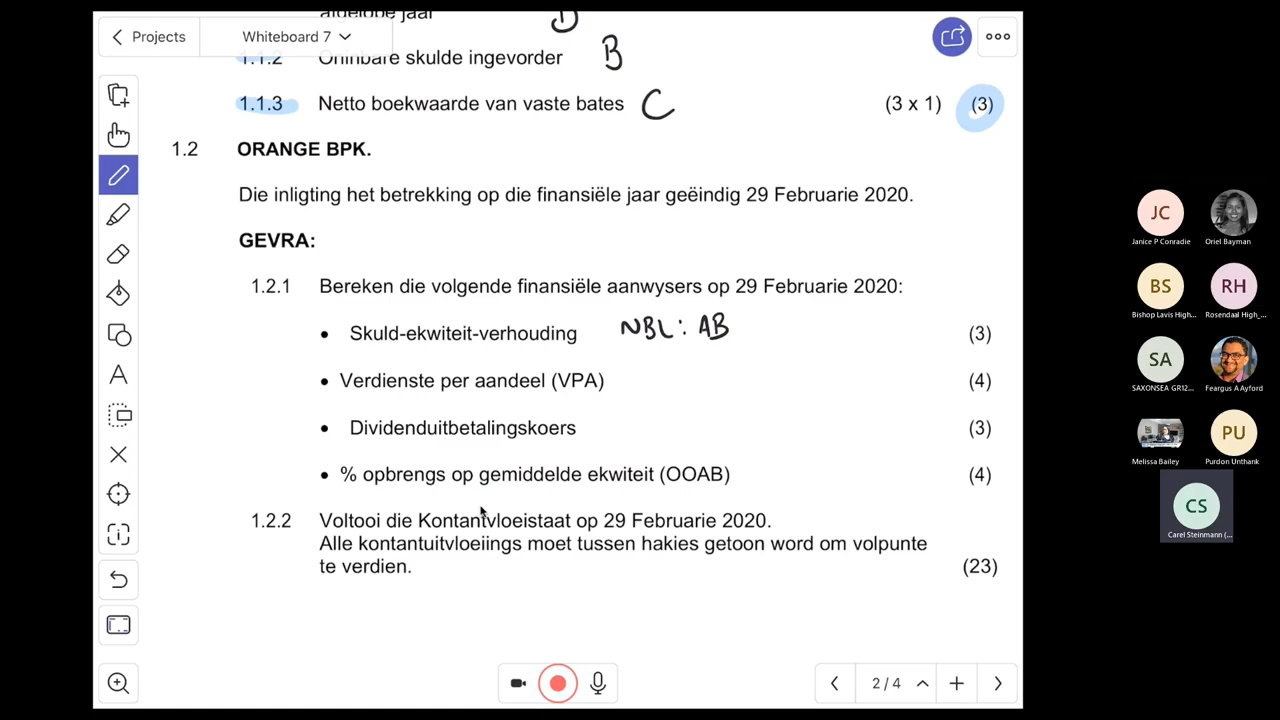 afgelope jaar D
Projects
Whiteboard 7
1.1.2 Oninbare skulde ingevorder B
1.1.3 Netto boekwaarde van vaste bates C (3 x 1) (3)
1.2 ORANGE BPK.
Die inligting het betrekking op die finansiële jaar geëindig 29 Februarie 2020.
GEVRA:
1.2.1 Bereken die volgende finansiële aanwysers op 29 Februarie 2020:
• Skuld-ekwiteit-verhouding NBL : AB (3)
• Verdienste per aandeel (VPA) (4)
• Dividenduitbetalingskoers (3)
• % opbrengs op gemiddelde ekwiteit (OOAB) (4)
1.2.2 Voltooi die Kontantvloeistaat op 29 Februarie 2020.
Alle kontantuitvloeiings moet tussen hakies getoon word om volpunte
te verdien. (23)
2 / 4
JC
Janice P Conradie Oriel Bayman
BS RH
Bishop Lavis High... Rosendaal High_...
SA
SAXONSEA GR12... Feargus A Ayford
PU
Melissa Bailey Purdon Unthank
CS
Carel Steinmann (...